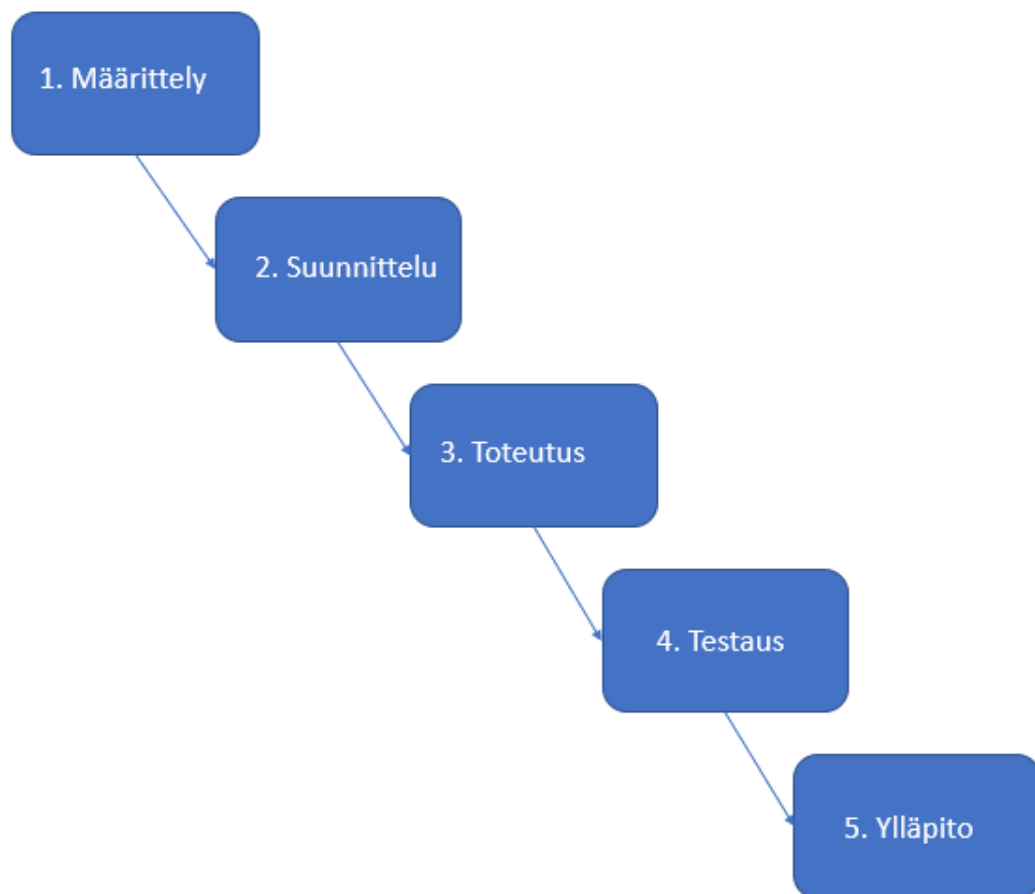 1. Määrittely
2. Suunnittelu
3. Toteutus
4. Testaus
5. Ylläpito